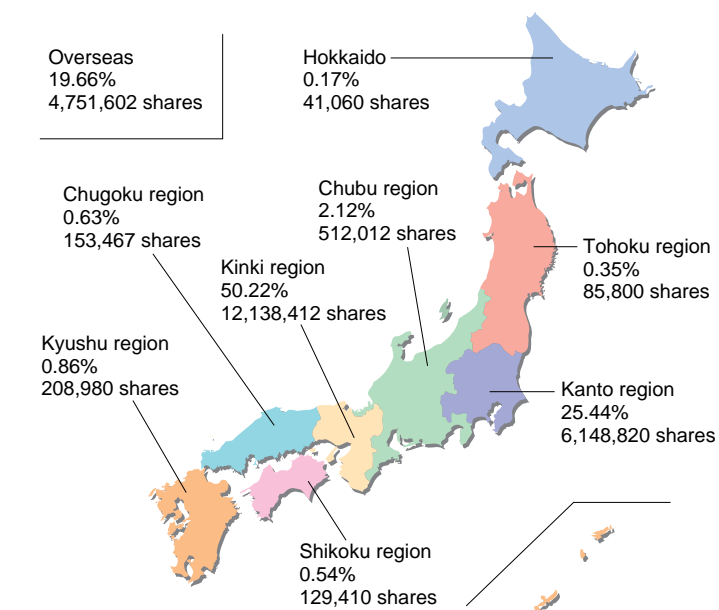 Overseas
19.66%
4,751,602 shares
Hokkaido
0.17%
41,060 shares
Chugoku region
0.63%
153,467 shares
Chubu region
2.12%
512,012 shares
Tohoku region
0.35%
85,800 shares
Kinki region
50.22%
12,138,412 shares
Kyushu region
0.86%
208,980 shares
Kanto region
25.44%
6,148,820 shares
Shikoku region
0.54%
129,410 shares